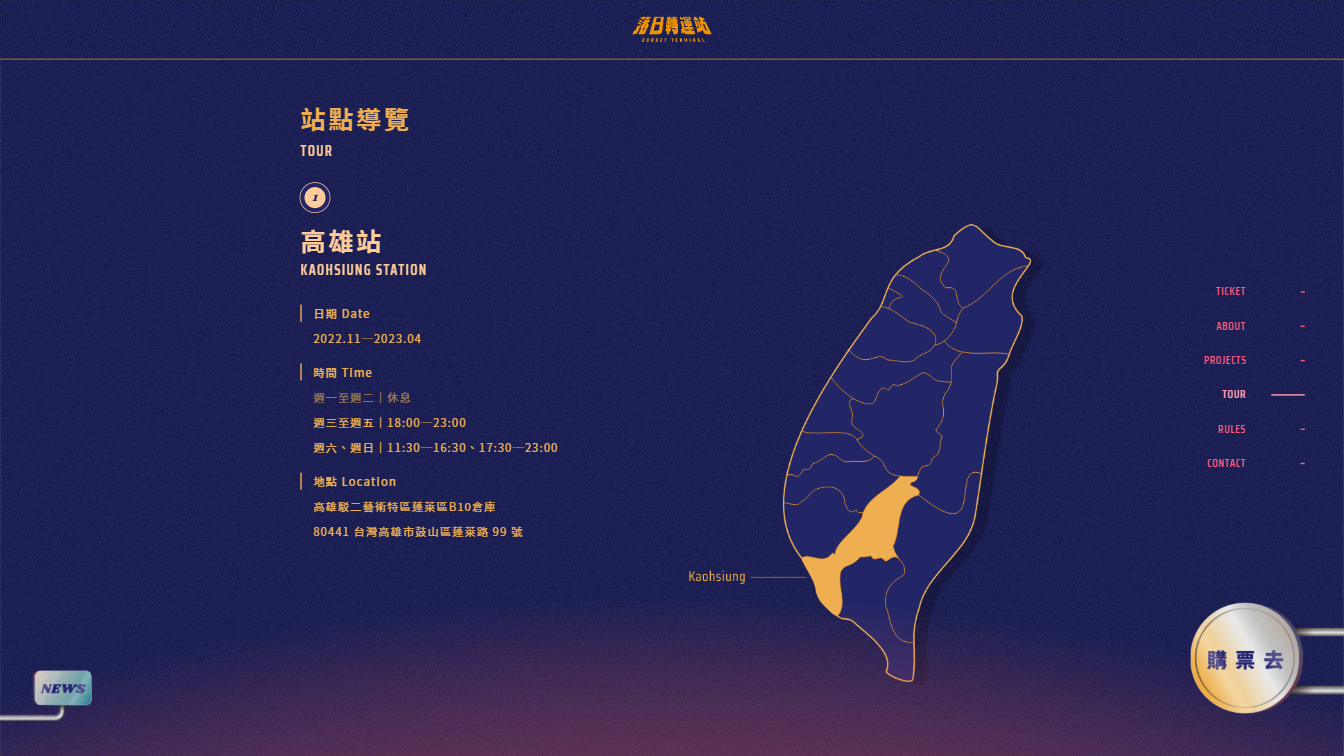 落日轉運站
SUNSET TERMINAL
站點導覽
TOUR
1
高雄站
KAOHSIUNG STATION
日期 Date
2022.11—2023.04
時間 Time
週一至週二｜休息
週三至週五｜18:00—23:00
週六、週日｜11:30—16:30、17:30—23:00
地點 Location
高雄駁二藝術特區蓬萊區B10倉庫
80441 台灣高雄市鼓山區蓬萊路 99 號
Kaohsiung
TICKET
ABOUT
PROJECTS
TOUR
RULES
CONTACT
NEWS
購票去